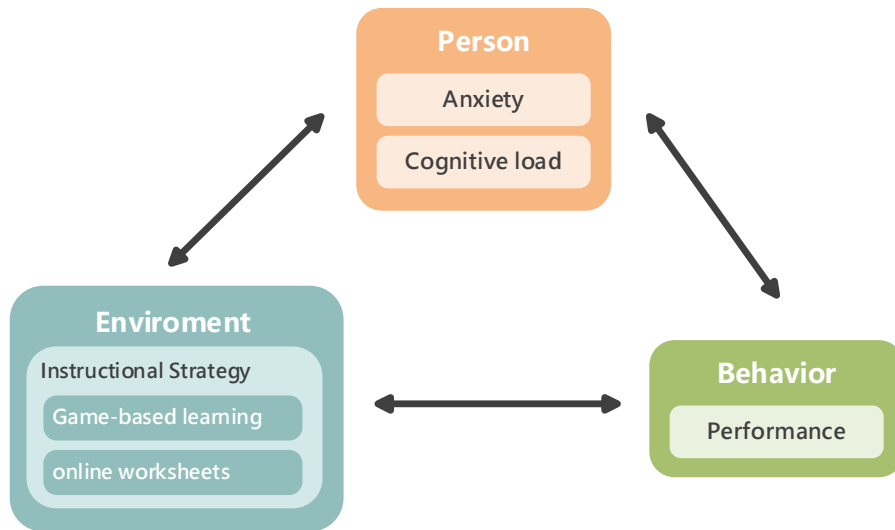 Person
Anxiety
Cognitive load
Enviroment
Instructional Strategy
Game-based learning
online worksheets
Behavior
Performance